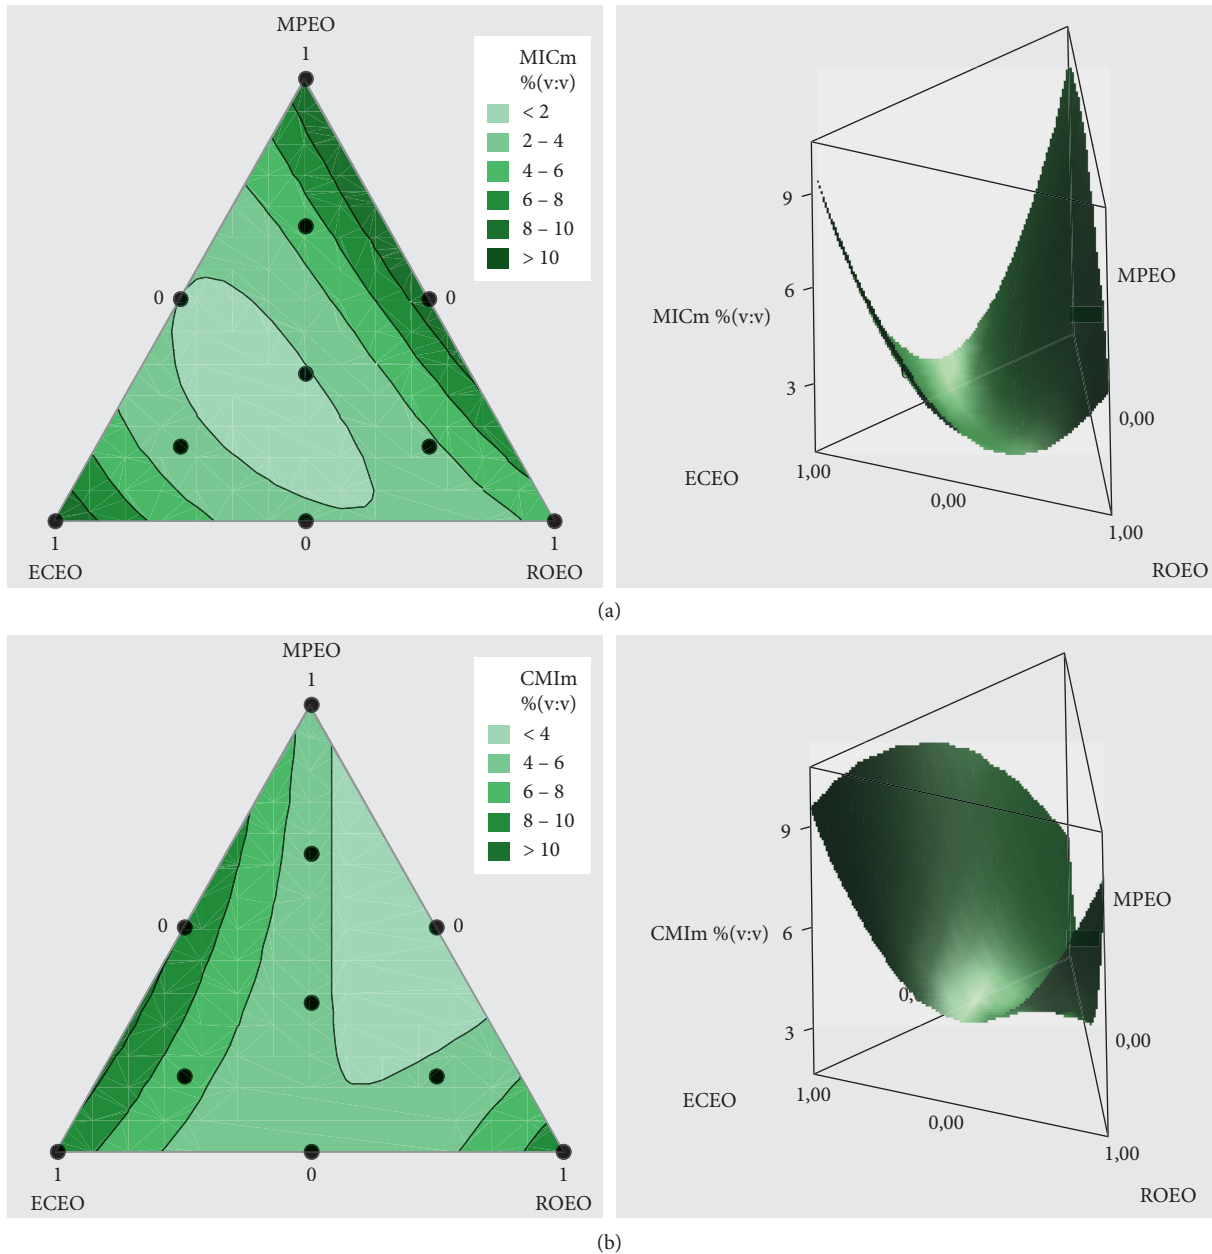 MPEO
1
MICm
%(v:v)
< 2
2 – 4
4 – 6
6 – 8
8 – 10
> 10
0
0
1
0
1
ECEO
ROEO
9
6
3
MICm %(v:v)
MPEO
0,00
ECEO
1,00
0,00
1,00
ROEO
(a)
MPEO
1
CMIm
%(v:v)
< 4
4 – 6
6 – 8
8 – 10
> 10
0
0
1
0
1
ECEO
ROEO
9
6
3
CMIm %(v:v)
MPEO
0,
0,00
ECEO
1,00
0,00
1,00
ROEO
(b)